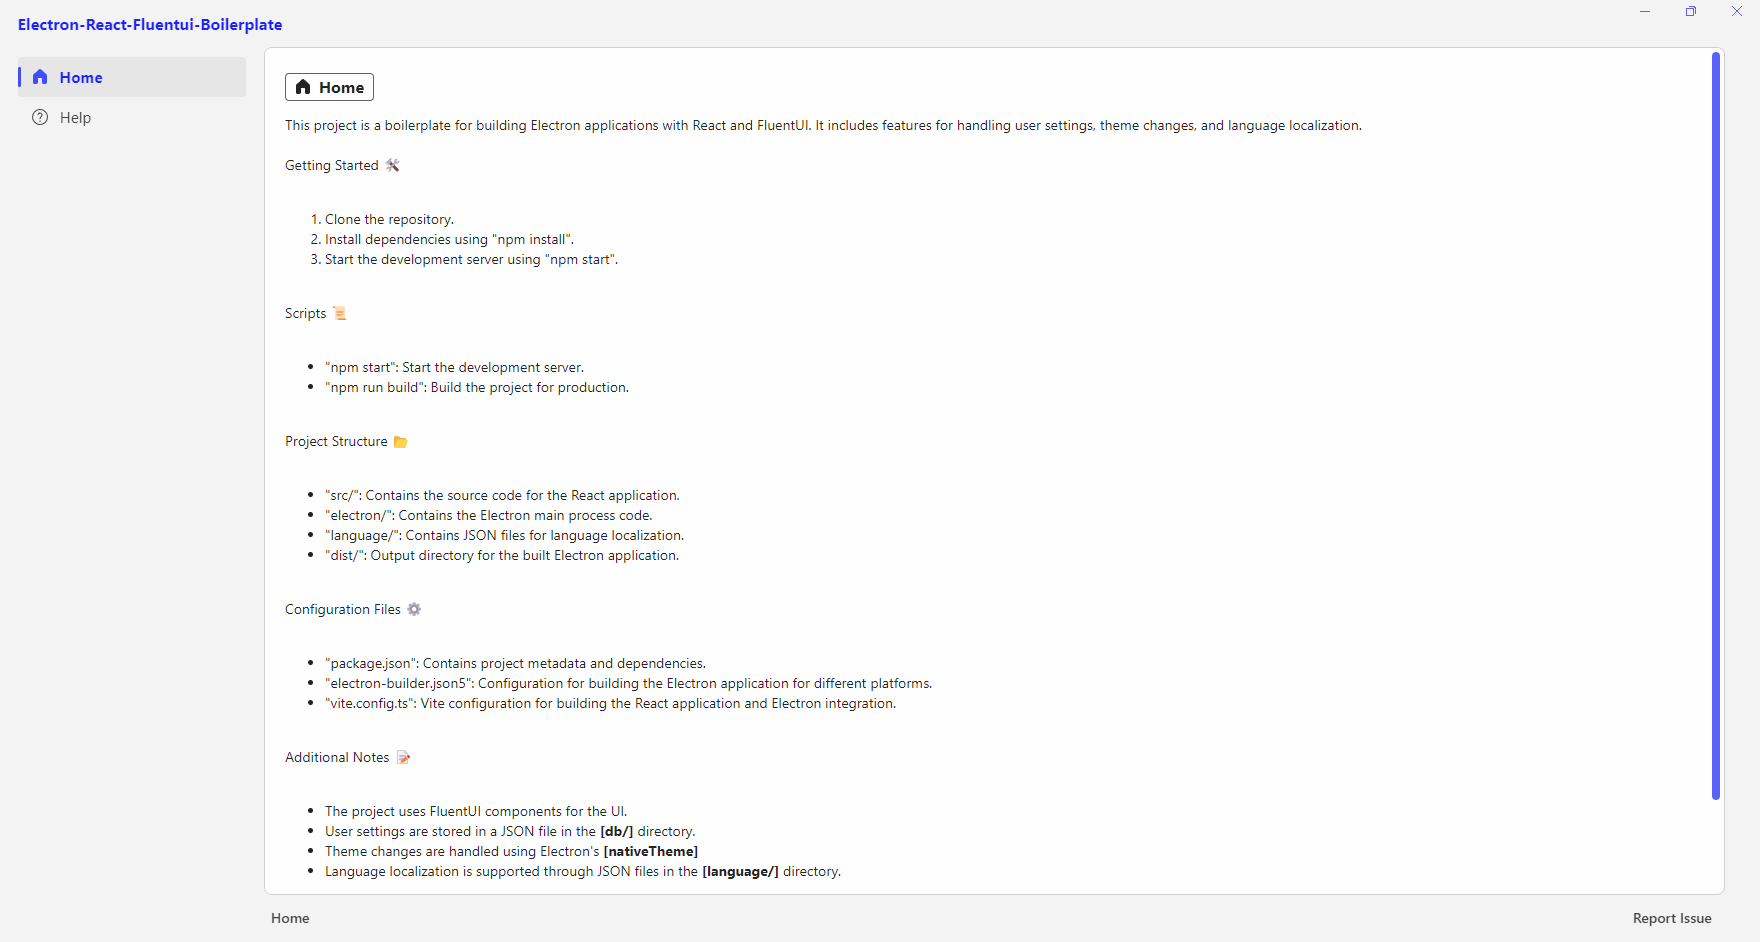 Electron-React-Fluentui-Boilerplate
Home
Help
Home
This project is a boilerplate for building Electron applications with React and FluentUI. It includes features for handling user settings, theme changes, and language localization.
Getting Started 🛠️
1. Clone the repository.
2. Install dependencies using "npm install".
3. Start the development server using "npm start".
Scripts 📜
• "npm start": Start the development server.
• "npm run build": Build the project for production.
Project Structure 📂
• "src/": Contains the source code for the React application.
• "electron/": Contains the Electron main process code.
• "language/": Contains JSON files for language localization.
• "dist/": Output directory for the built Electron application.
Configuration Files ⚙️
• "package.json": Contains project metadata and dependencies.
• "electron-builder.json5": Configuration for building the Electron application for different platforms.
• "vite.config.ts": Vite configuration for building the React application and Electron integration.
Additional Notes 📝
• The project uses FluentUI components for the UI.
• User settings are stored in a JSON file in the [db/] directory.
• Theme changes are handled using Electron's [nativeTheme]
• Language localization is supported through JSON files in the [language/] directory.
Home
Report Issue